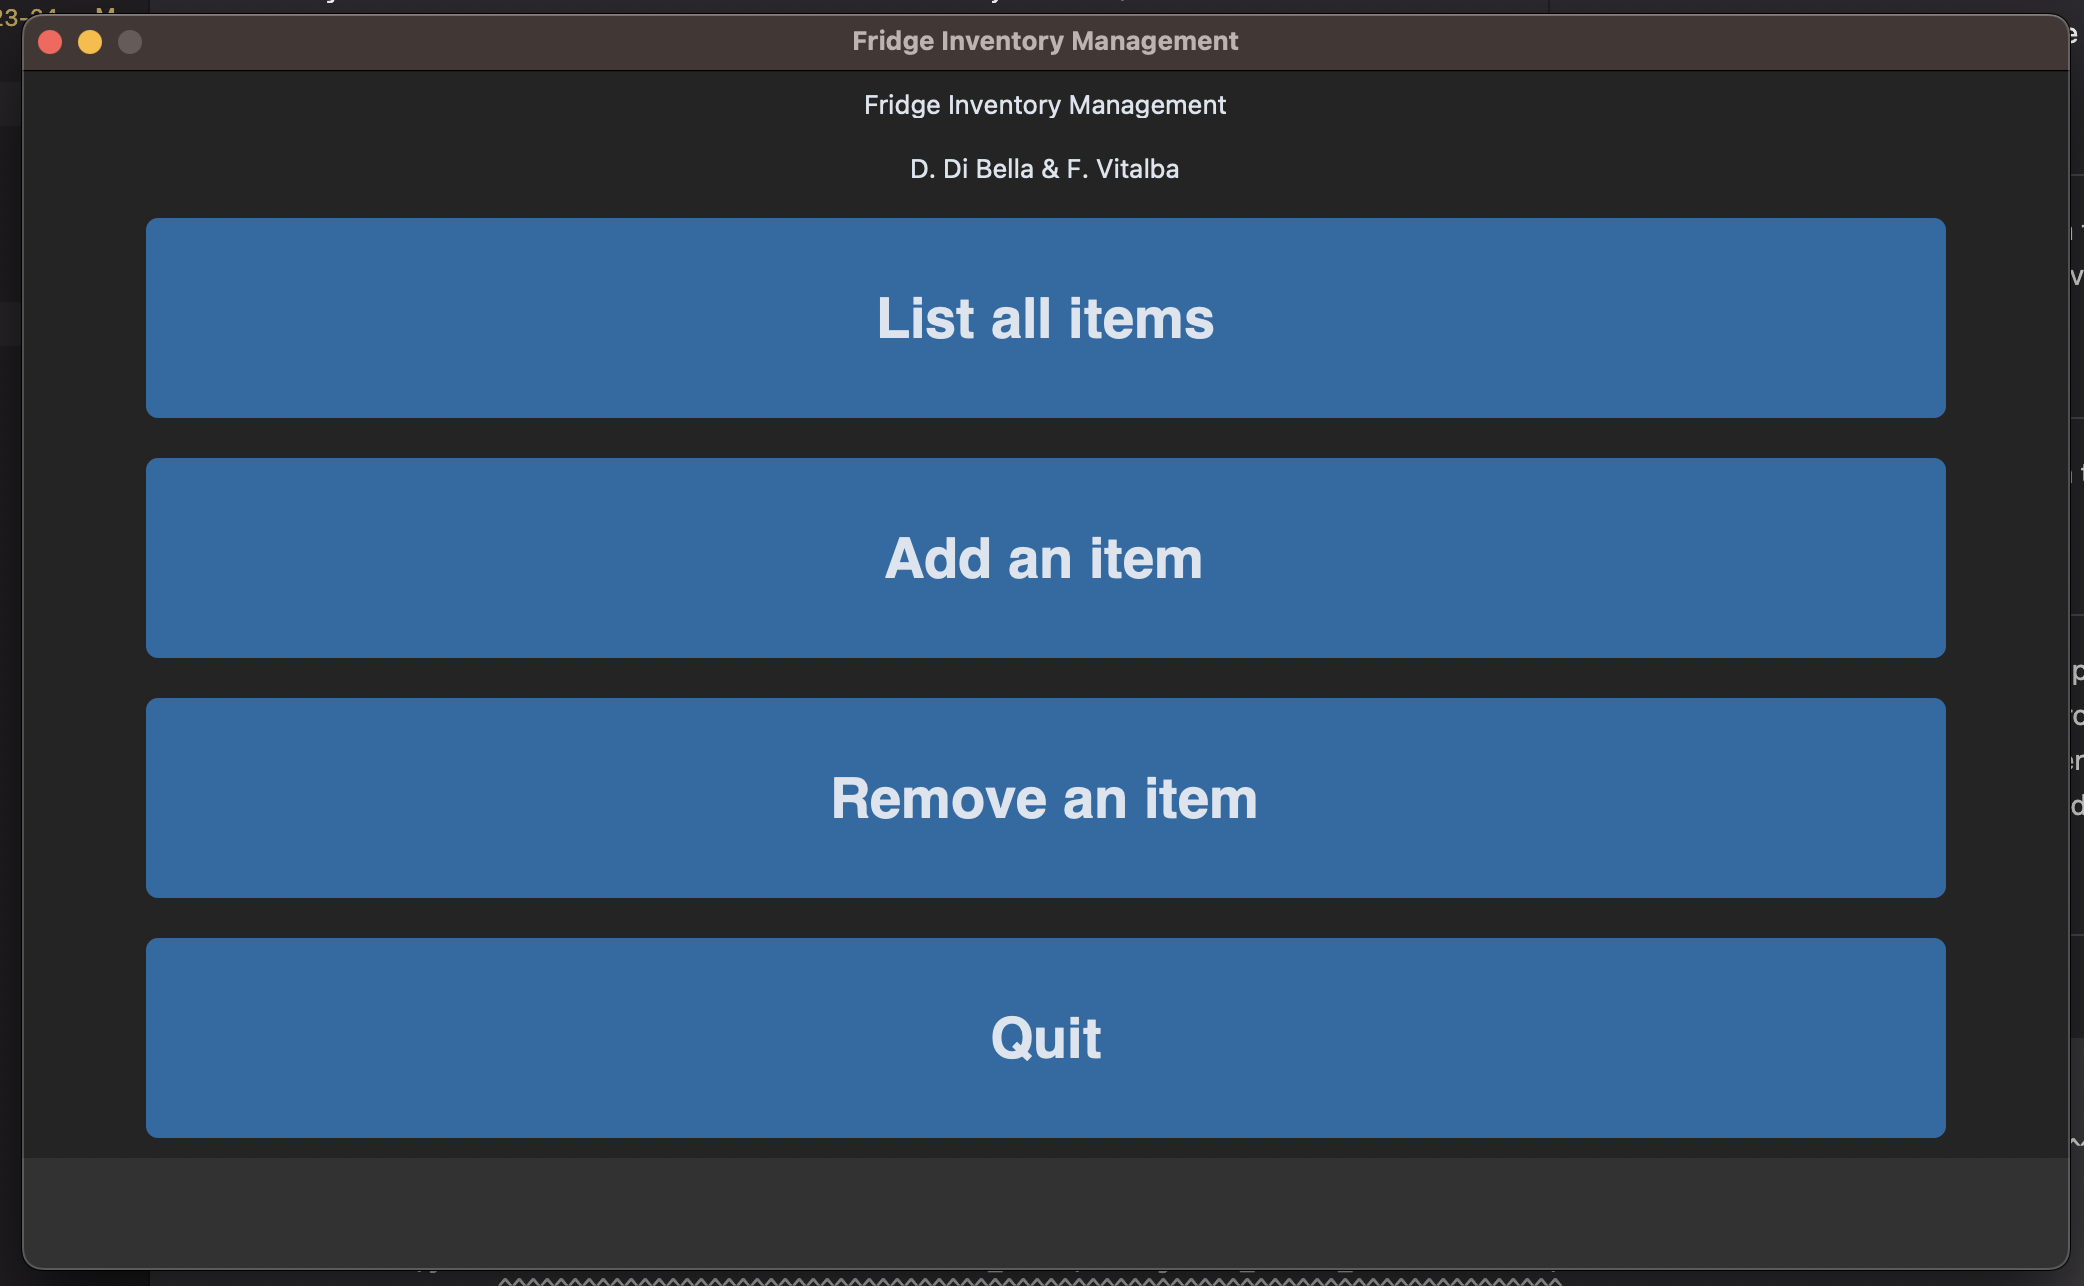 Fridge Inventory Management
Fridge Inventory Management
D. Di Bella & F. Vitalba
List all items
Add an item
Remove an item
Quit